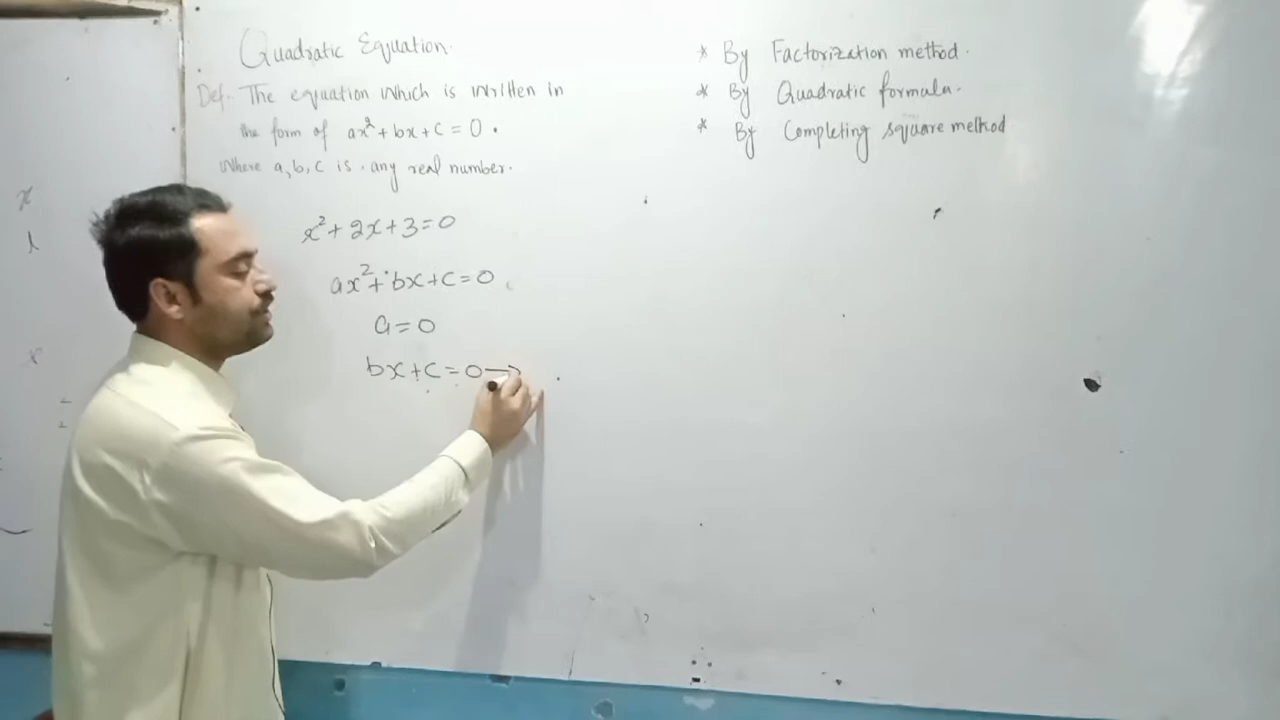 Quadratic Equation.
Def:- The equation which is written in
the form of ax²+bx+c=0.
Where a,b,c is any real number.
x²+2x+3=0
ax²+bx+c=0
a=0
bx+c=0→
* By Factorization method.
* By Quadratic formula.
* By Completing square method